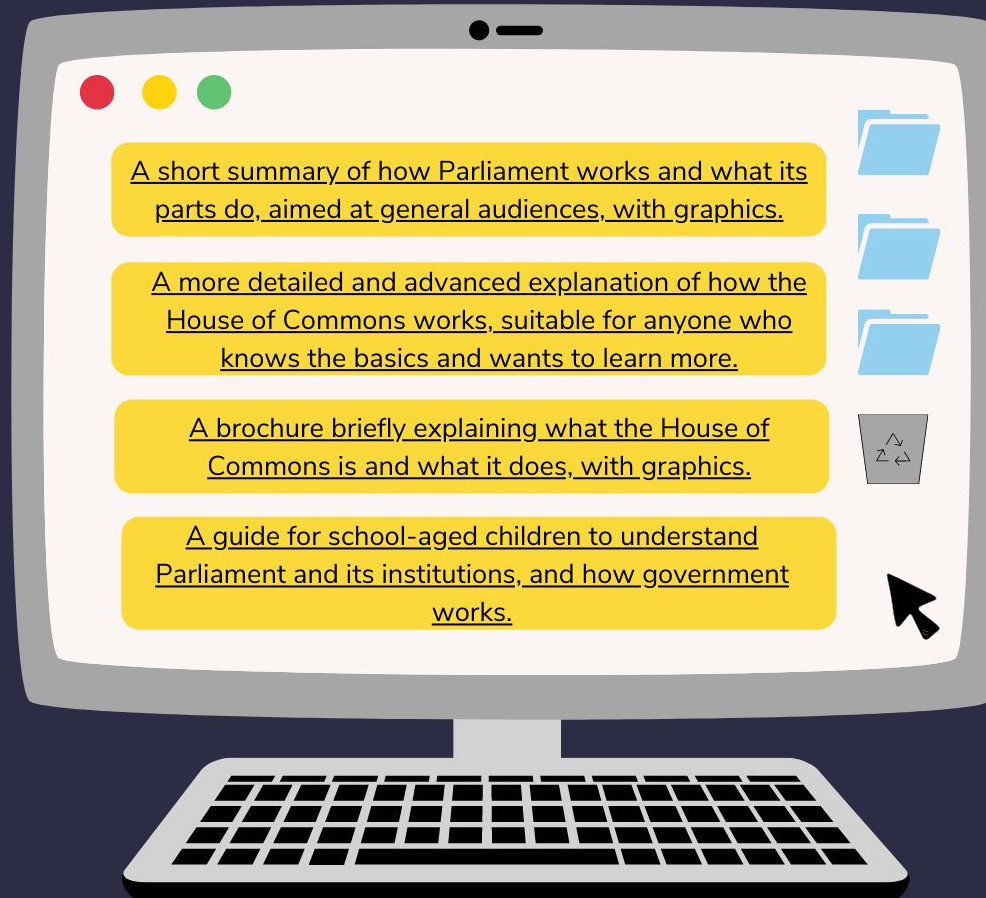 A short summary of how Parliament works and what its
parts do, aimed at general audiences, with graphics.
A more detailed and advanced explanation of how the
House of Commons works, suitable for anyone who
knows the basics and wants to learn more.
A brochure briefly explaining what the House of
Commons is and what it does, with graphics.
A guide for school-aged children to understand
Parliament and its institutions, and how government
works.